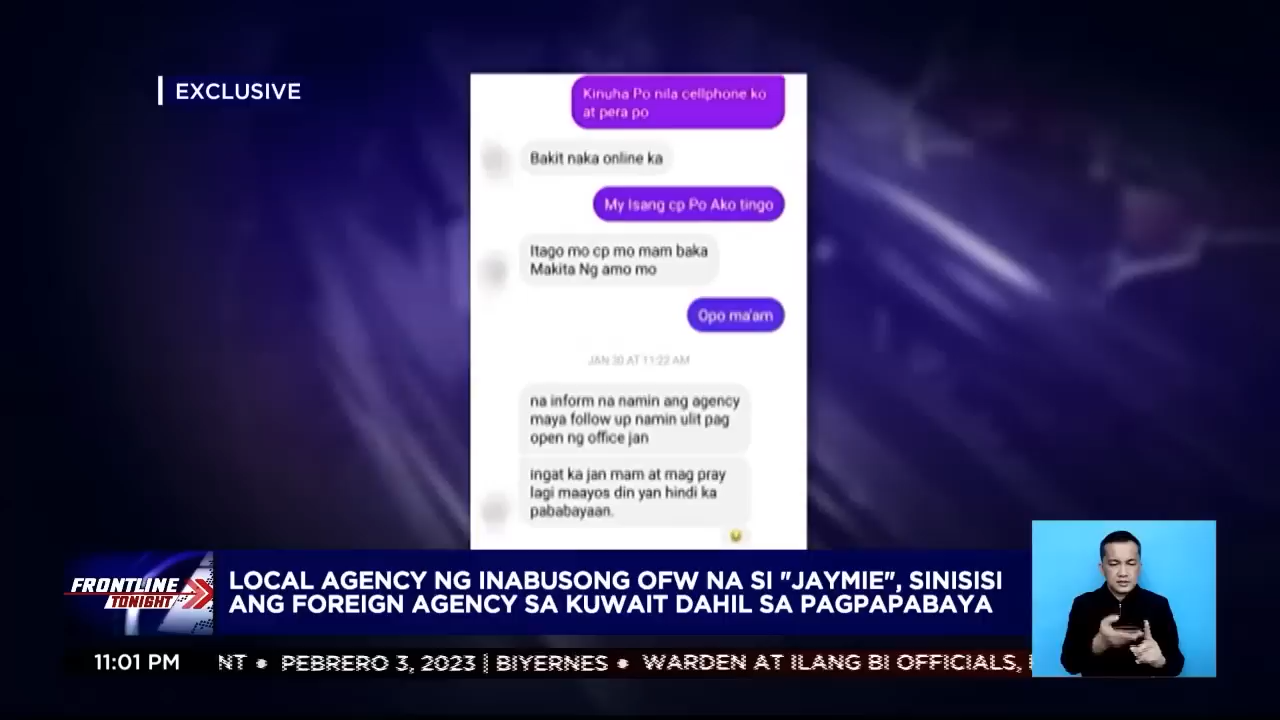 EXCLUSIVE
Kinuha Po nila cellphone ko
at pera po
Bakit naka online ka
My Isang cp Po Ako tingo
Itago mo cp mo mam baka
Makita Ng amo mo
Opo ma'am
JAN 30 AT 11:22 AM
na inform na namin ang agency
maya follow up namin ulit pag
open ng office jan
ingat ka jan mam at mag pray
lagi maayos din yan hindi ka
pababayaan.
FRONTLINE
TONIGHT
LOCAL AGENCY NG INABUSONG OFW NA SI "JAYMIE", SINISISI
ANG FOREIGN AGENCY SA KUWAIT DAHIL SA PAGPAPABAYA
11:01 PM NT • PEBRERO 3, 2023 | BIYERNES • WARDEN AT ILANG BI OFFICIALS,